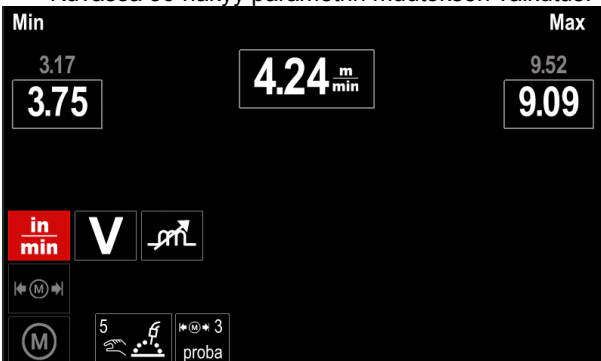 Min Max
3.17 9.52
3.75 4.24 m/min 9.09
in/min V
M
M 5 M 3
proba